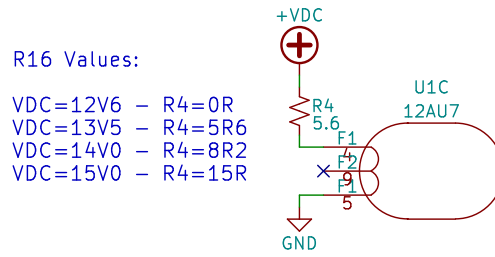 +VDC
R16 Values:
VDC=12V6 - R4=0R
VDC=13V5 - R4=5R6
VDC=14V0 - R4=8R2
VDC=15V0 - R4=15R
R4
5.6
U1C
12AU7
F1
4
F2
9
F1
5
GND